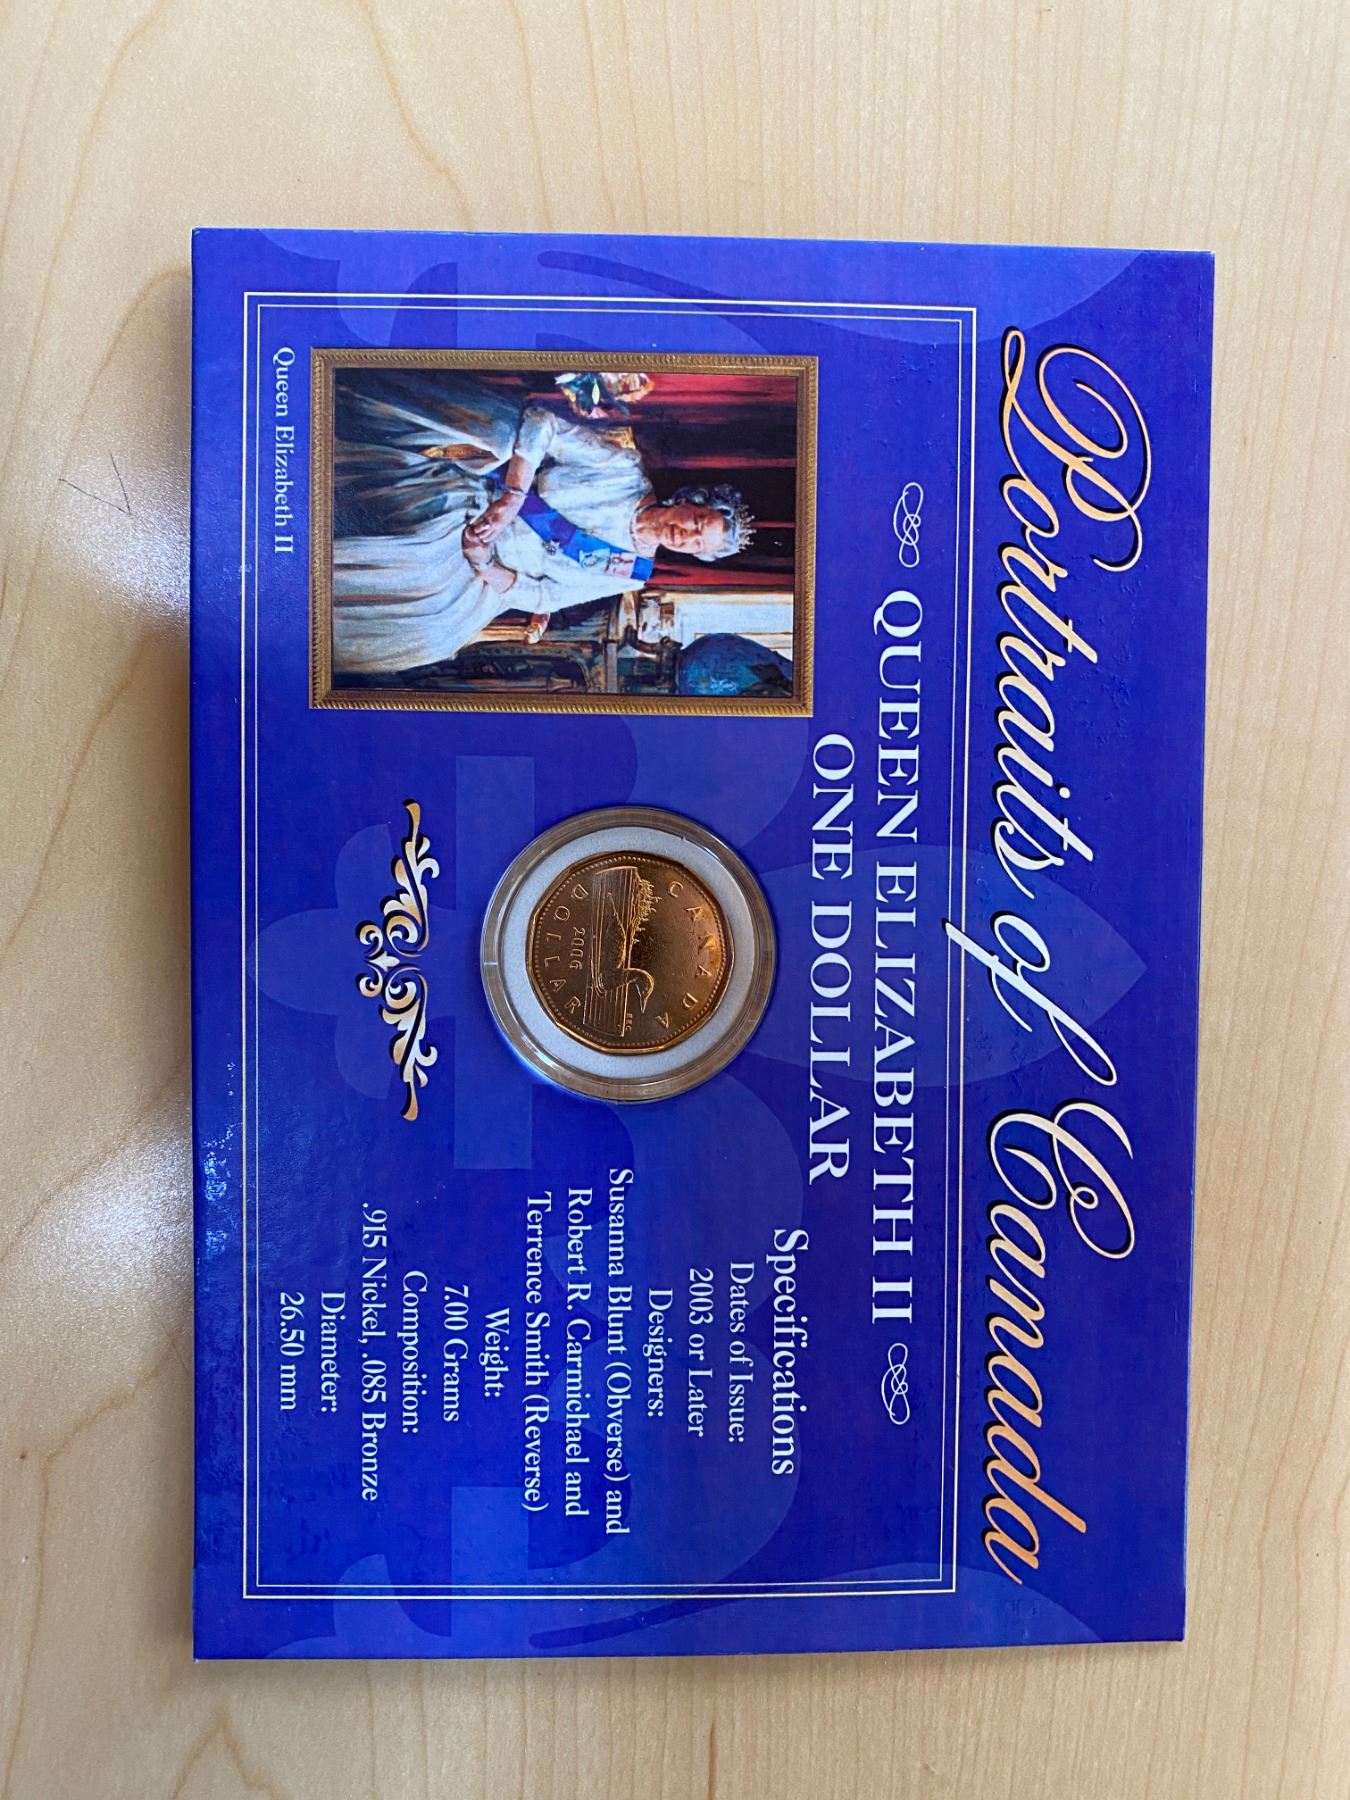 Portraits of Canada
QUEEN ELIZABETH II
ONE DOLLAR
Queen Elizabeth II
CANADA
2006
DOLLAR
RRC
Specifications
Dates of Issue:
2003 or Later
Designers:
Susanna Blunt (Obverse) and
Robert R. Carmichael and
Terrence Smith (Reverse)
Weight:
7.00 Grams
Composition:
.915 Nickel, .085 Bronze
Diameter:
26.50 mm